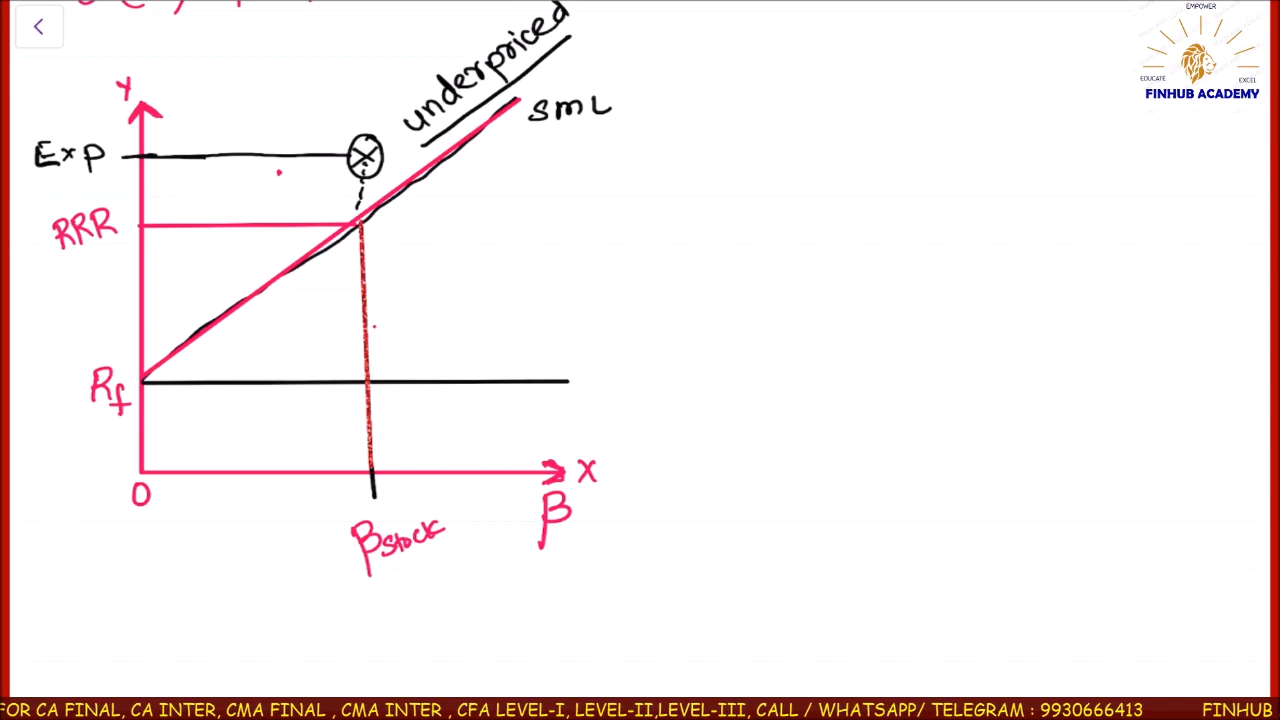 EMPOWER
EDUCATE
EXCEL
FINHUB ACADEMY
underpriced
SML
Y
Exp
RRR
Rf
0
X
β
βstock
FOR CA FINAL, CA INTER, CMA FINAL , CMA INTER , CFA LEVEL-I, LEVEL-II,LEVEL-III, CALL / WHATSAPP/ TELEGRAM : 9930666413
FINHUB